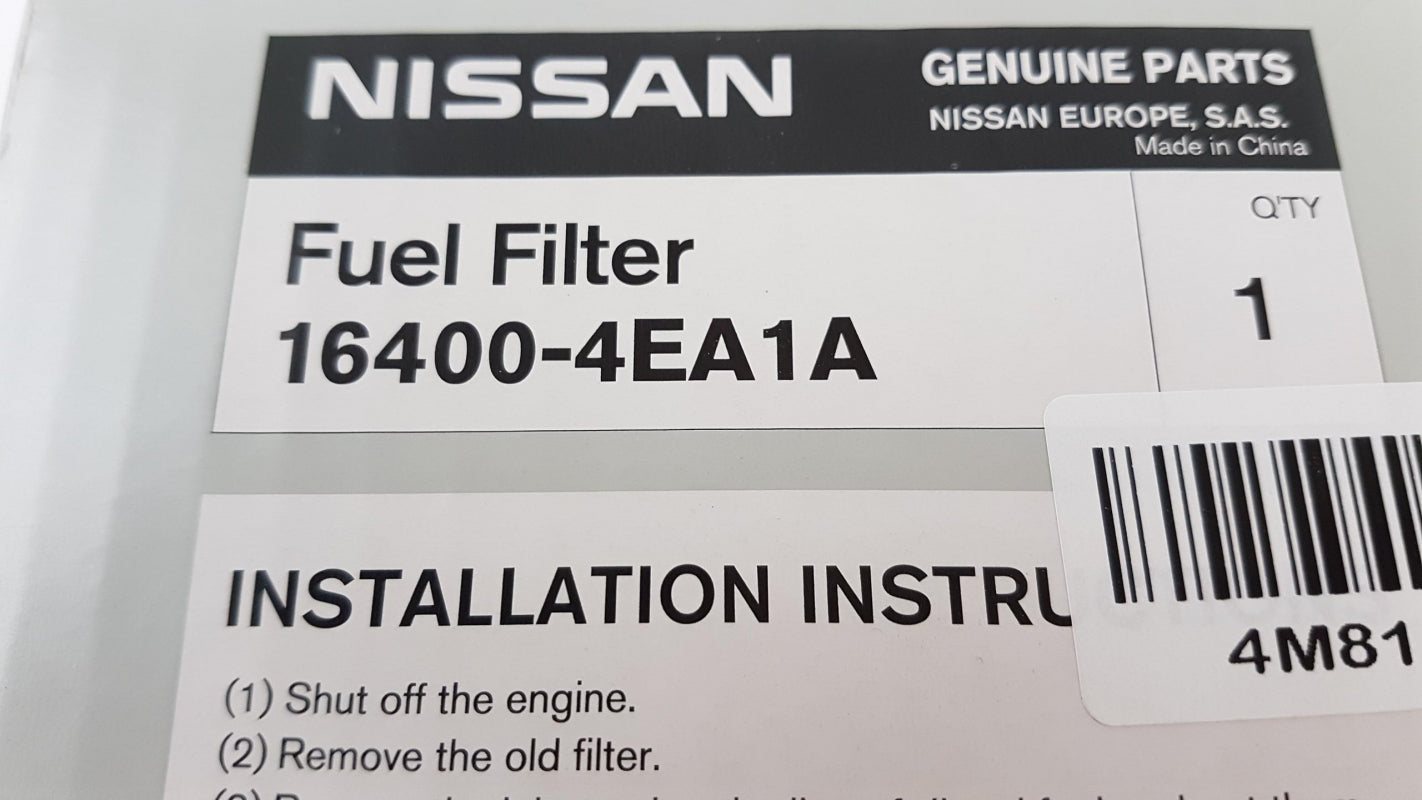 NISSAN
GENUINE PARTS
NISSAN EUROPE, S.A.S.
Made in China
Fuel Filter
16400-4EA1A
Q'TY
1
INSTALLATION INSTRUCTIONS
4M81
(1) Shut off the engine.
(2) Remove the old filter.